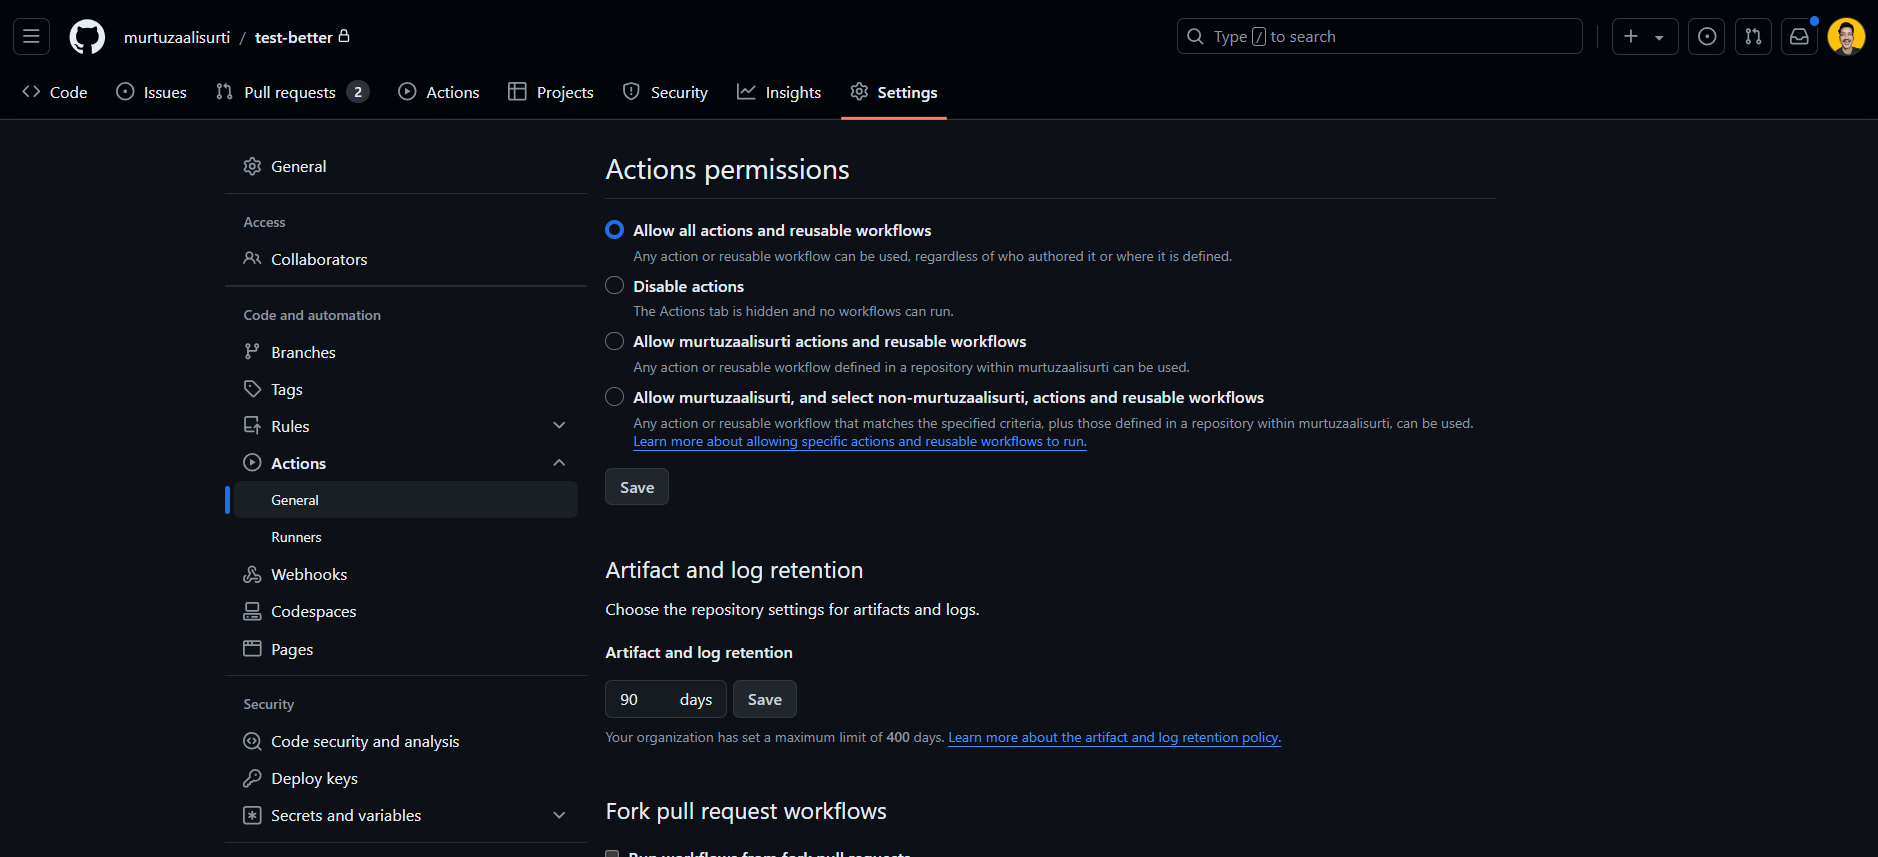 murtuzaalisurti / test-better
Type / to search
Code
Issues
Pull requests 2
Actions
Projects
Security
Insights
Settings
General
Access
Collaborators
Code and automation
Branches
Tags
Rules
Actions
General
Runners
Webhooks
Codespaces
Pages
Security
Code security and analysis
Deploy keys
Secrets and variables
Actions permissions
Allow all actions and reusable workflows
Any action or reusable workflow can be used, regardless of who authored it or where it is defined.
Disable actions
The Actions tab is hidden and no workflows can run.
Allow murtuzaalisurti actions and reusable workflows
Any action or reusable workflow defined in a repository within murtuzaalisurti can be used.
Allow murtuzaalisurti, and select non-murtuzaalisurti, actions and reusable workflows
Any action or reusable workflow that matches the specified criteria, plus those defined in a repository within murtuzaalisurti, can be used.
Learn more about allowing specific actions and reusable workflows to run.
Save
Artifact and log retention
Choose the repository settings for artifacts and logs.
Artifact and log retention
90 days Save
Your organization has set a maximum limit of 400 days. Learn more about the artifact and log retention policy.
Fork pull request workflows
Run workflows from fork pull requests